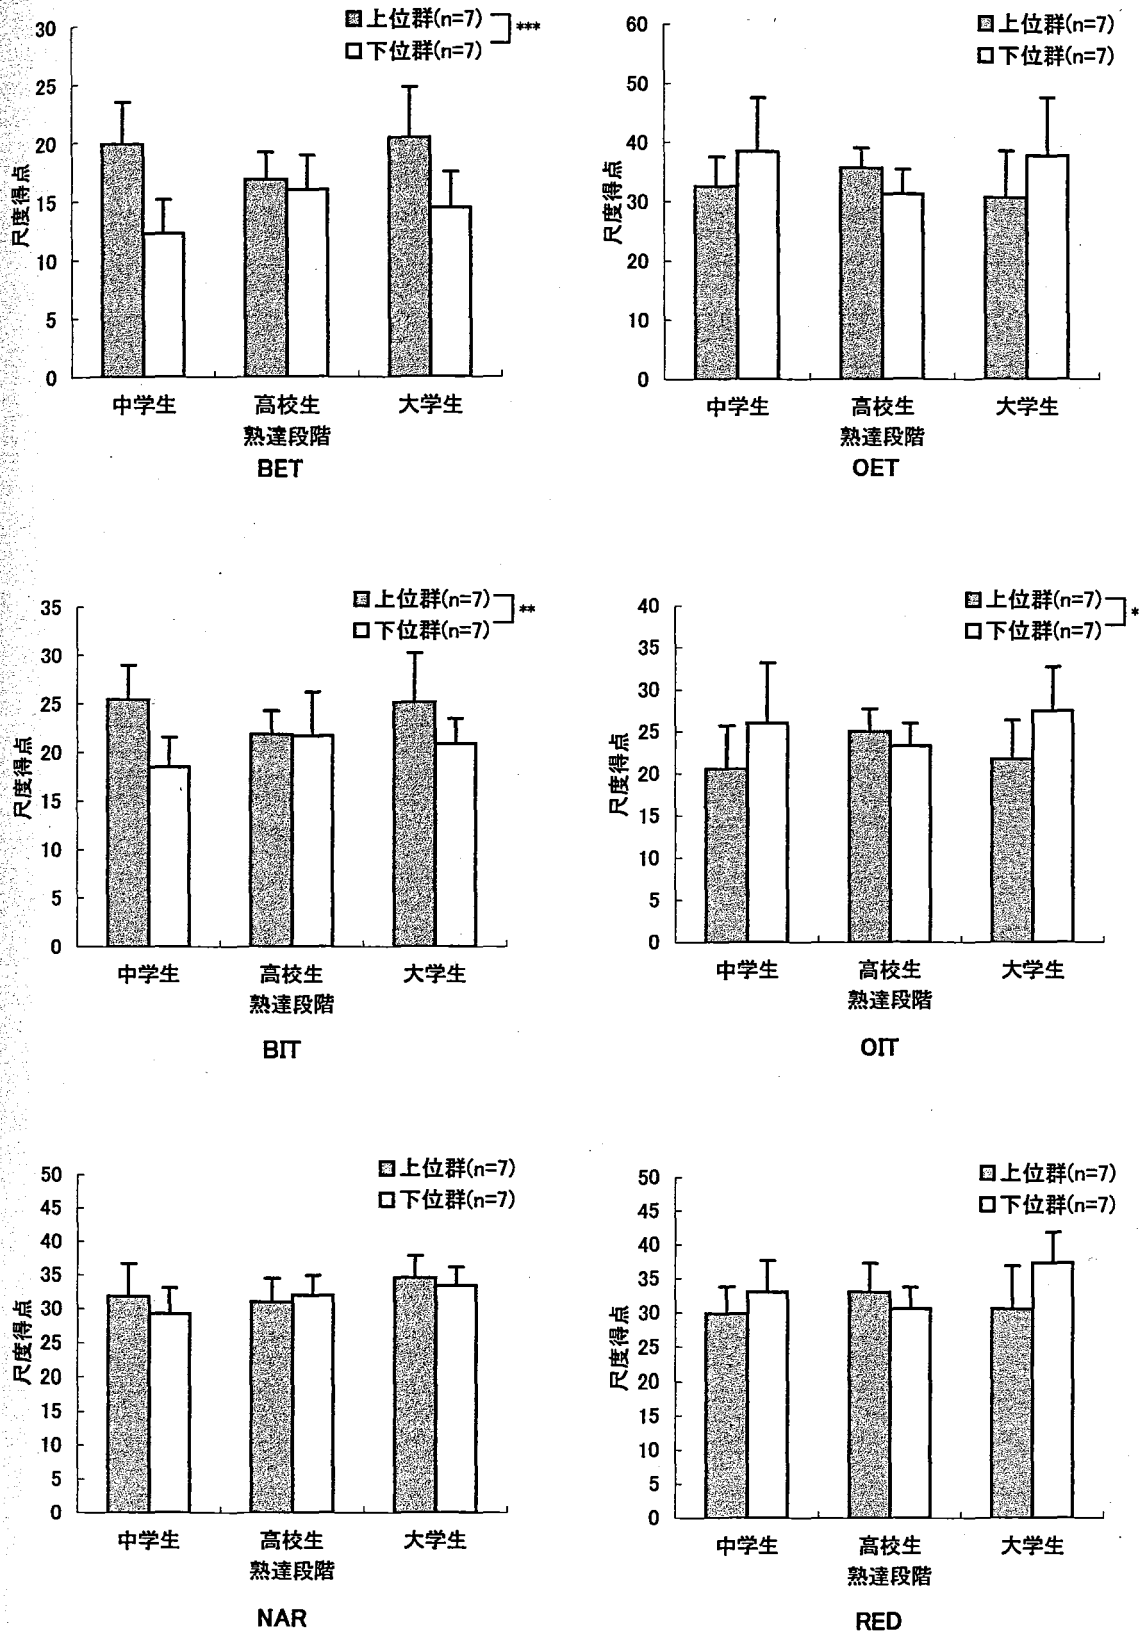 上位群(n=7)
下位群(n=7)
***
30
25
20
15
10
5
0
尺度得点
中学生 高校生 大学生
熟達段階
BET
上位群(n=7)
下位群(n=7)
60
50
40
30
20
10
0
尺度得点
中学生 高校生 大学生
熟達段階
OET
上位群(n=7)
下位群(n=7)
**
35
30
25
20
15
10
5
0
尺度得点
中学生 高校生 大学生
熟達段階
BIT
上位群(n=7)
下位群(n=7)
*
40
35
30
25
20
15
10
5
0
尺度得点
中学生 高校生 大学生
熟達段階
OIT
上位群(n=7)
下位群(n=7)
50
45
40
35
30
25
20
15
10
5
0
尺度得点
中学生 高校生 大学生
熟達段階
NAR
上位群(n=7)
下位群(n=7)
50
45
40
35
30
25
20
15
10
5
0
尺度得点
中学生 高校生 大学生
熟達段階
RED